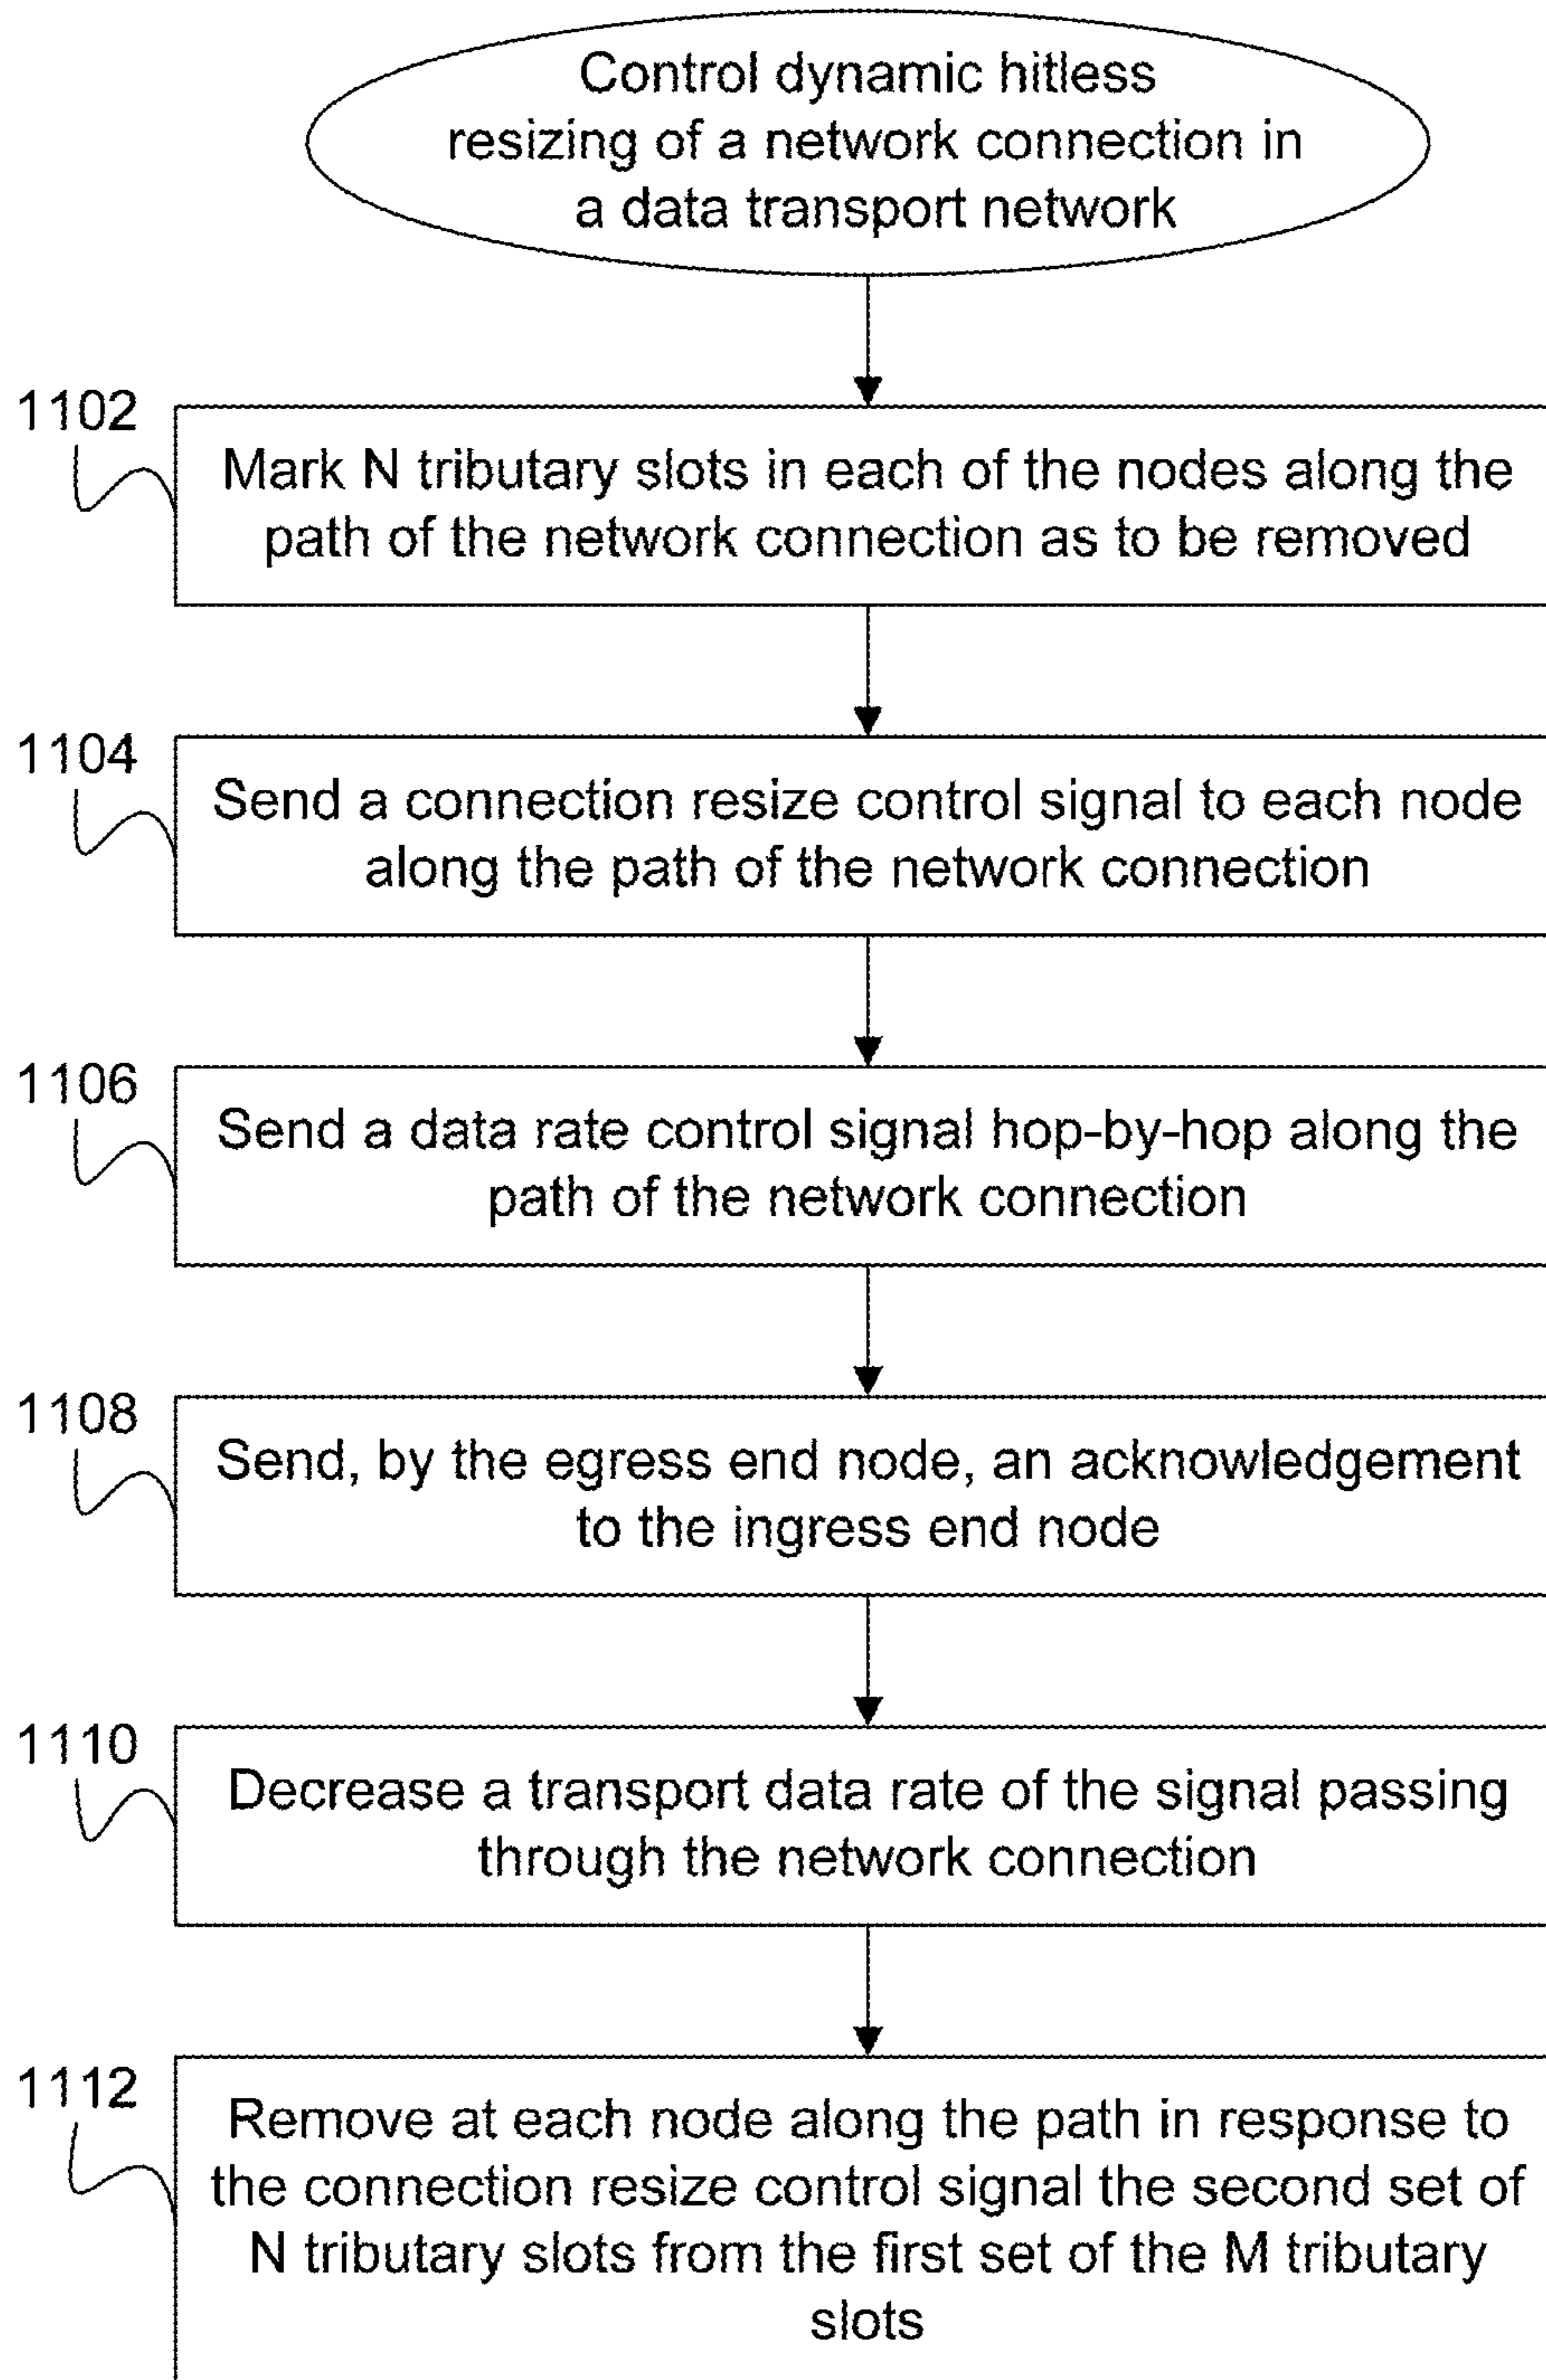 Control dynamic hitless
resizing of a network connection in
a data transport network
1102
Mark N tributary slots in each of the nodes along the
path of the network connection as to be removed
1104
Send a connection resize control signal to each node
along the path of the network connection
1106
Send a data rate control signal hop-by-hop along the
path of the network connection
1108
Send, by the egress end node, an acknowledgement
to the ingress end node
1110
Decrease a transport data rate of the signal passing
through the network connection
1112
Remove at each node along the path in response to
the connection resize control signal the second set of
N tributary slots from the first set of the M tributary
slots